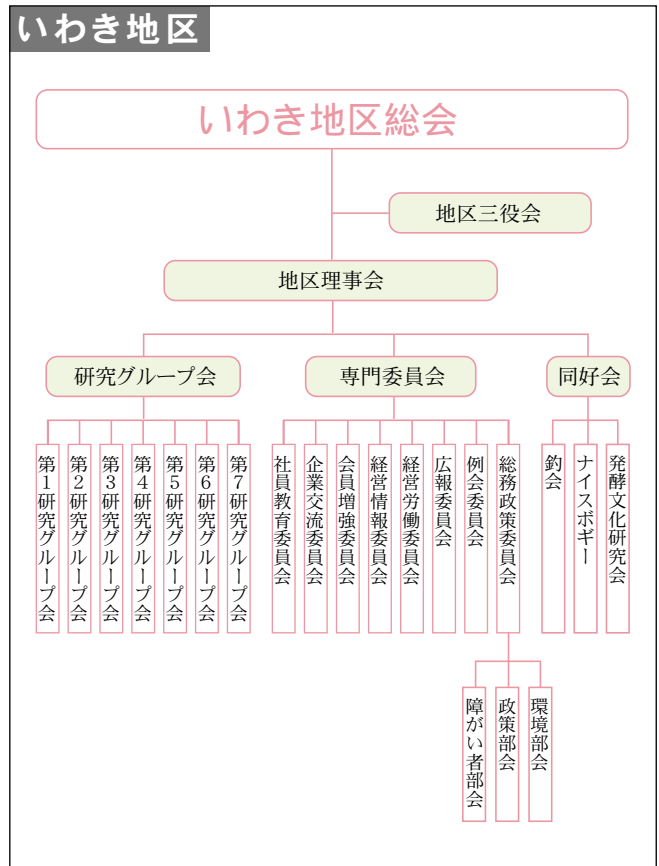 いわき地区
いわき地区総会
地区三役会
地区理事会
研究グループ会
専門委員会
同好会
第1研究グループ会
第2研究グループ会
第3研究グループ会
第4研究グループ会
第5研究グループ会
第6研究グループ会
第7研究グループ会
社員教育委員会
企業交流委員会
会員増強委員会
経営情報委員会
経営労働委員会
広報委員会
例会委員会
総務政策委員会
釣会
ナイスボギー
発酵文化研究会
障がい者部会
政策部会
環境部会